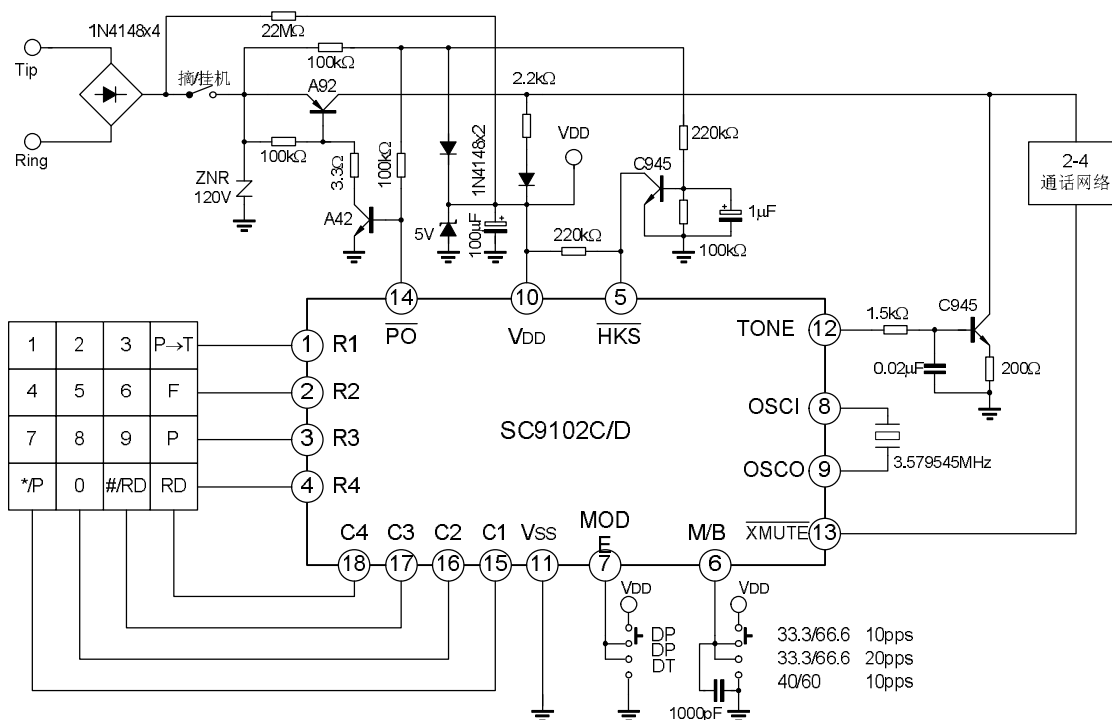 1N4148x4
22MΩ
Tip
100kΩ
摘/挂机
A92
2.2kΩ
VDD
220kΩ
Ring
100kΩ
3.3Ω
100kΩ
1N4148x2
C945
2-4
通话网络
ZNR
120V
A42
5V
100µF
+
220kΩ
+
1µF
100kΩ
14
10
5
PO
VDD
HKS
TONE
12
1.5kΩ
C945
0.02µF
200Ω
1 2 3 P→T
1 R1
4 5 6 F
2 R2
OSCI 8
7 8 9 P
3 R3
SC9102C/D
3.579545MHz
OSCO 9
*/P 0 #/RD RD
4 R4
XMUTE 13
C4 C3 C2 C1 VSS
MOD
E
M/B
18 17 16 15 11 7 6
VDD
VDD
DP
DP
DT
33.3/66.6 10pps
33.3/66.6 20pps
40/60 10pps
1000pF